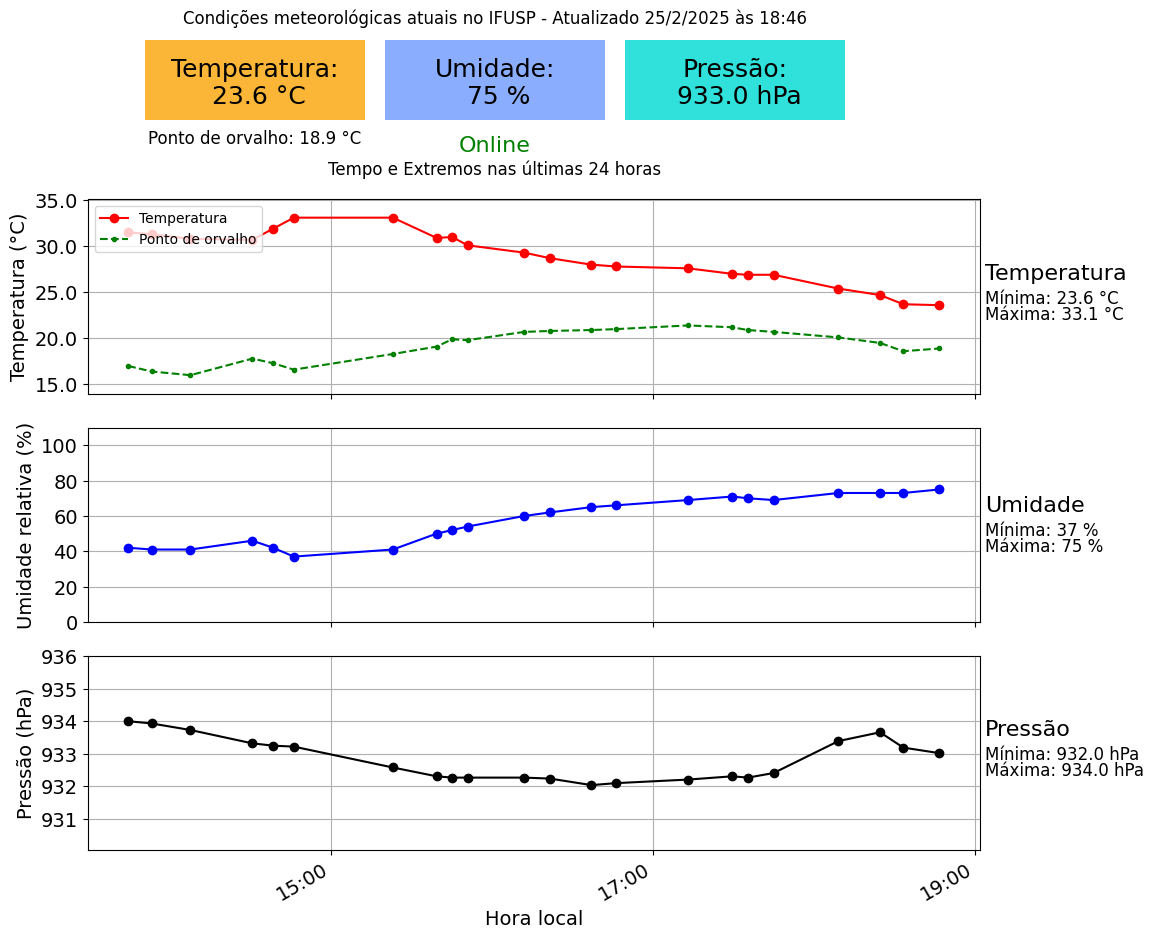 Condições meteorológicas atuais no IFUSP - Atualizado 25/2/2025 às 18:46
Temperatura:
23.6 °C
Umidade:
75 %
Pressão:
933.0 hPa
Ponto de orvalho: 18.9 °C
Online
Tempo e Extremos nas últimas 24 horas
Temperatura (°C)
35.0
30.0
25.0
20.0
15.0
Temperatura
Ponto de orvalho
Temperatura
Mínima: 23.6 °C
Máxima: 33.1 °C
Umidade relativa (%)
100
80
60
40
20
0
Umidade
Mínima: 37 %
Máxima: 75 %
Pressão (hPa)
936
935
934
933
932
931
Pressão
Mínima: 932.0 hPa
Máxima: 934.0 hPa
15:00
17:00
19:00
Hora local